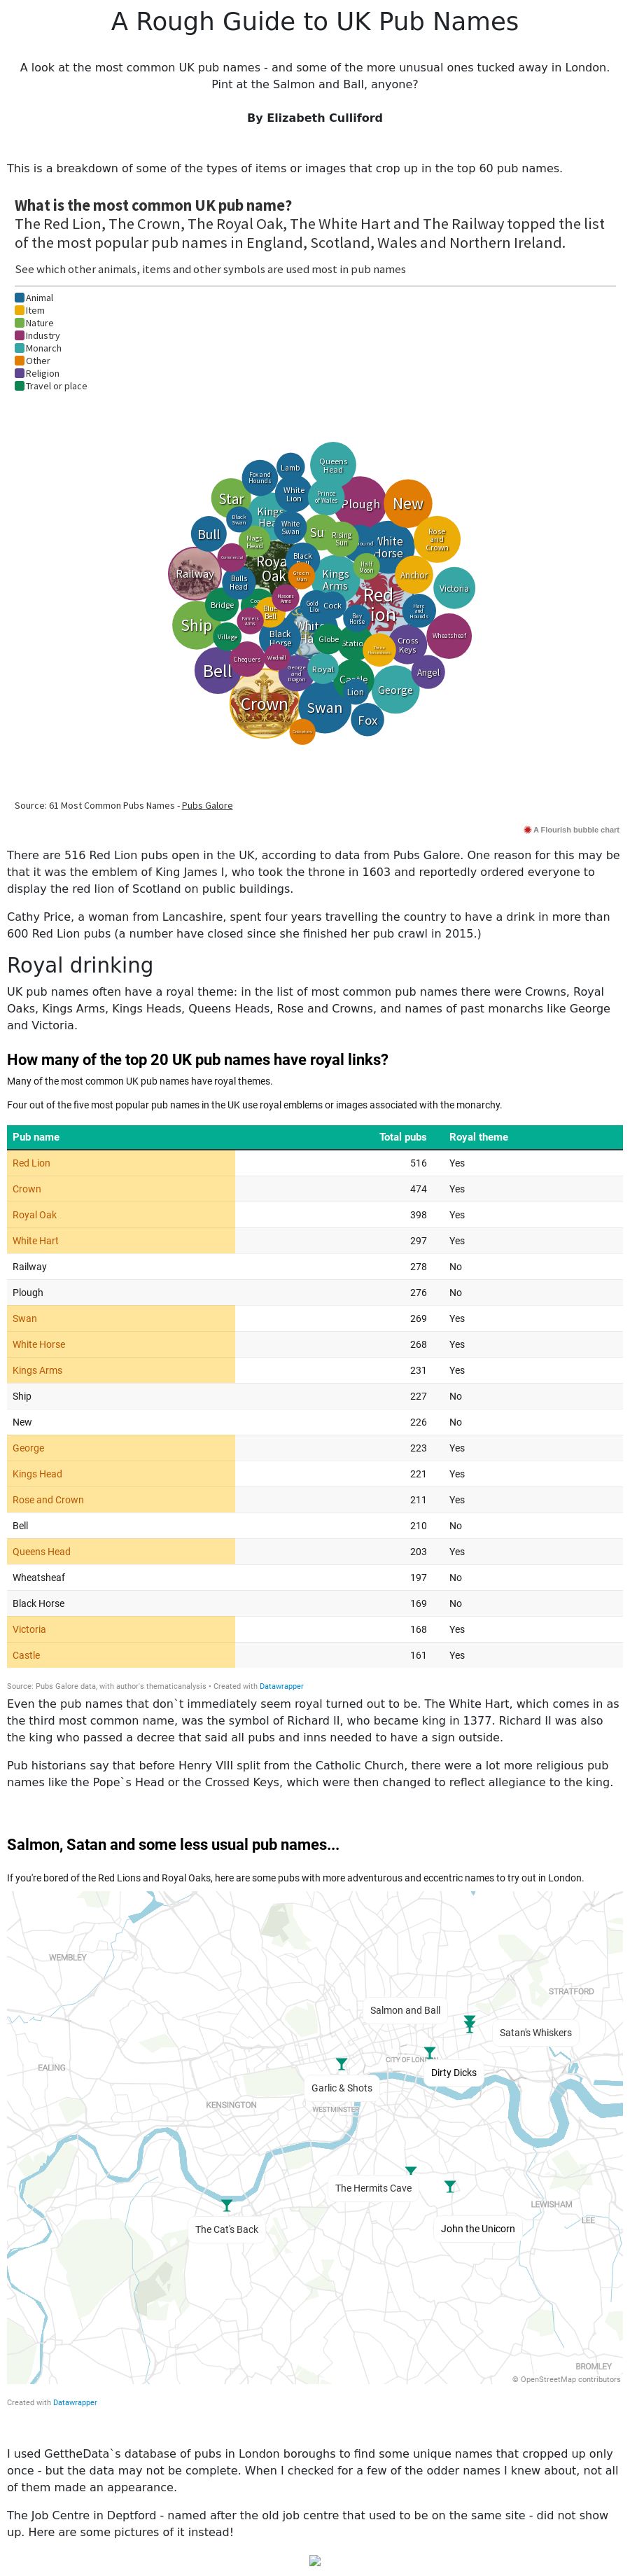 A Rough Guide to UK Pub Names
A look at the most common UK pub names - and some of the more unusual ones tucked away in London.
Pint at the Salmon and Ball, anyone?
By Elizabeth Culliford
This is a breakdown of some of the types of items or images that crop up in the top 60 pub names.
What is the most common UK pub name?
The Red Lion, The Crown, The Royal Oak, The White Hart and The Railway topped the list
of the most popular pub names in England, Scotland, Wales and Northern Ireland.
See which other animals, items and other symbols are used most in pub names
Animal
Item
Nature
Industry
Monarch
Other
Religion
Travel or place
Queens
Head
Lamb
Fox and
Hounds
White
Lion
Prince
of Wales
Star
Plough
New
Kings
Black
Swan
White
Swan
Su
Rising
Sun
Rose
and
Crown
Bull
Nags
Head
White
Horse
Black
Half
Moon
Railway
Royal
Oak
Green
Man
Kings
Arms
Anchor
Bulls
Head
Victoria
Masons
Arms
Red
Lion
Bridge
Blue
Bell
Cock
Hare
and
Hounds
Ship
Farmers
Arms
Bay
Horse
Village
Black
Horse
Globe
Cross
Keys
Wheatsheaf
Chequers
Windmill
Bell
George
and
Dragon
Royal
Castle
Angel
Lion
George
Crown
Swan
Fox
Source: 61 Most Common Pubs Names - Pubs Galore
A Flourish bubble chart
There are 516 Red Lion pubs open in the UK, according to data from Pubs Galore. One reason for this may be
that it was the emblem of King James I, who took the throne in 1603 and reportedly ordered everyone to
display the red lion of Scotland on public buildings.
Cathy Price, a woman from Lancashire, spent four years travelling the country to have a drink in more than
600 Red Lion pubs (a number have closed since she finished her pub crawl in 2015.)
Royal drinking
UK pub names often have a royal theme: in the list of most common pub names there were Crowns, Royal
Oaks, Kings Arms, Kings Heads, Queens Heads, Rose and Crowns, and names of past monarchs like George
and Victoria.
How many of the top 20 UK pub names have royal links?
Many of the most common UK pub names have royal themes.
Four out of the five most popular pub names in the UK use royal emblems or images associated with the monarchy.
Pub name Total pubs Royal theme
Red Lion 516 Yes
Crown 474 Yes
Royal Oak 398 Yes
White Hart 297 Yes
Railway 278 No
Plough 276 No
Swan 269 Yes
White Horse 268 Yes
Kings Arms 231 Yes
Ship 227 No
New 226 No
George 223 Yes
Kings Head 221 Yes
Rose and Crown 211 Yes
Bell 210 No
Queens Head 203 Yes
Wheatsheaf 197 No
Black Horse 169 No
Victoria 168 Yes
Castle 161 Yes
Source: Pubs Galore data, with author's thematicanalysis • Created with Datawrapper
Even the pub names that don`t immediately seem royal turned out to be. The White Hart, which comes in as
the third most common name, was the symbol of Richard II, who became king in 1377. Richard II was also
the king who passed a decree that said all pubs and inns needed to have a sign outside.
Pub historians say that before Henry VIII split from the Catholic Church, there were a lot more religious pub
names like the Pope`s Head or the Crossed Keys, which were then changed to reflect allegiance to the king.
Salmon, Satan and some less usual pub names...
If you're bored of the Red Lions and Royal Oaks, here are some pubs with more adventurous and eccentric names to try out in London.
WEMBLEY
STRATFORD
Salmon and Ball
Satan's Whiskers
CITY OF LONDON
EALING
Dirty Dicks
Garlic & Shots
KENSINGTON
WESTMINSTER
The Hermits Cave
LEWISHAM
LEE
The Cat's Back
John the Unicorn
BROMLEY
© OpenStreetMap contributors
Created with Datawrapper
I used GettheData`s database of pubs in London boroughs to find some unique names that cropped up only
once - but the data may not be complete. When I checked for a few of the odder names I knew about, not all
of them made an appearance.
The Job Centre in Deptford - named after the old job centre that used to be on the same site - did not show
up. Here are some pictures of it instead!